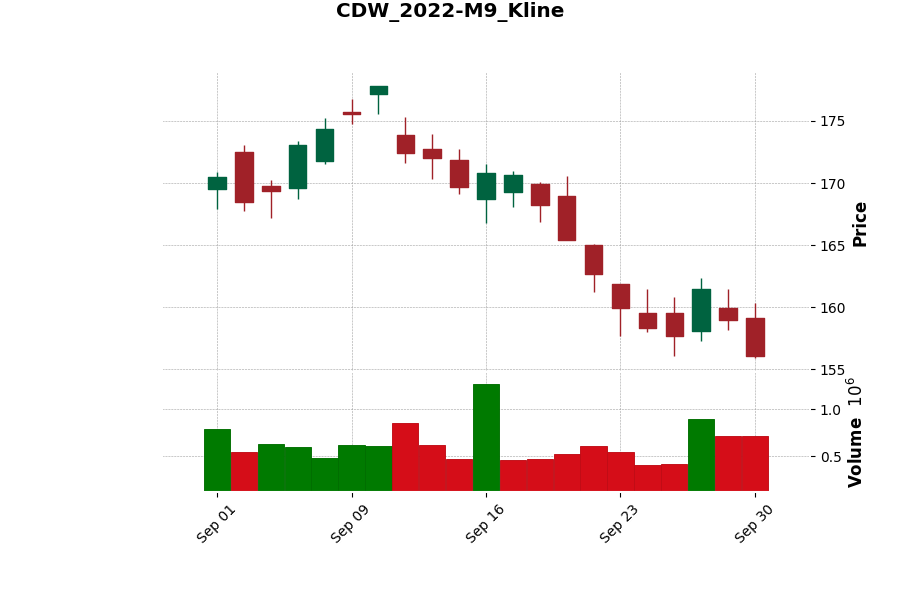 CDW_2022-M9_Kline
175
170
165
160
155
Price
1.0
0.5
Volume 10^6
Sep 01
Sep 09
Sep 16
Sep 23
Sep 30